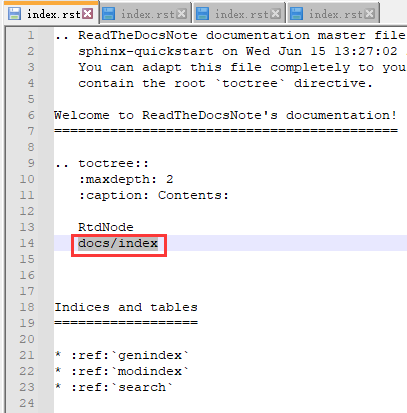 index.rst index.rst index.rst index.rst
1 .. ReadTheDocsNote documentation master file
2 sphinx-quickstart on Wed Jun 15 13:27:02
3 You can adapt this file completely to you
4 contain the root `toctree` directive.
5
6 Welcome to ReadTheDocsNote's documentation!
7 ===========================================
8
9 .. toctree::
10 :maxdepth: 2
11 :caption: Contents:
12
13 RtdNode
14 docs/index
15
16
17
18 Indices and tables
19 ==================
20
21 * :ref:`genindex`
22 * :ref:`modindex`
23 * :ref:`search`
24